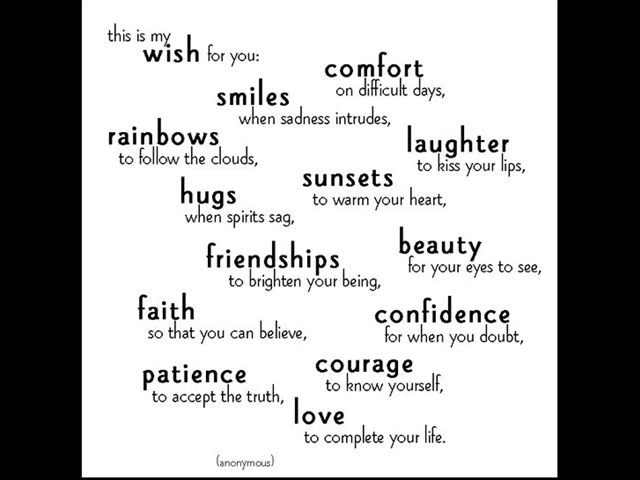 this is my
wish for you:
comfort
on difficult days,
smiles
when sadness intrudes,
rainbows
to follow the clouds,
laughter
to kiss your lips,
sunsets
to warm your heart,
hugs
when spirits sag,
beauty
for your eyes to see,
friendships
to brighten your being,
faith
so that you can believe,
confidence
for when you doubt,
courage
to know yourself,
patience
to accept the truth,
love
to complete your life.
(anonymous)